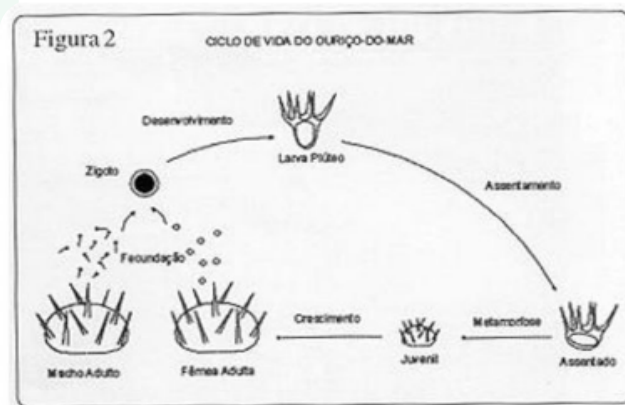 Figura 2
CICLO DE VIDA DO OURIÇO-DO-MAR
Desenvolvimento
Larva Plúteo
Zigoto
Assentamento
Fecundação
Crescimento
Metamorfose
Macho Adulto
Fêmea Adulta
Juvenil
Assentado